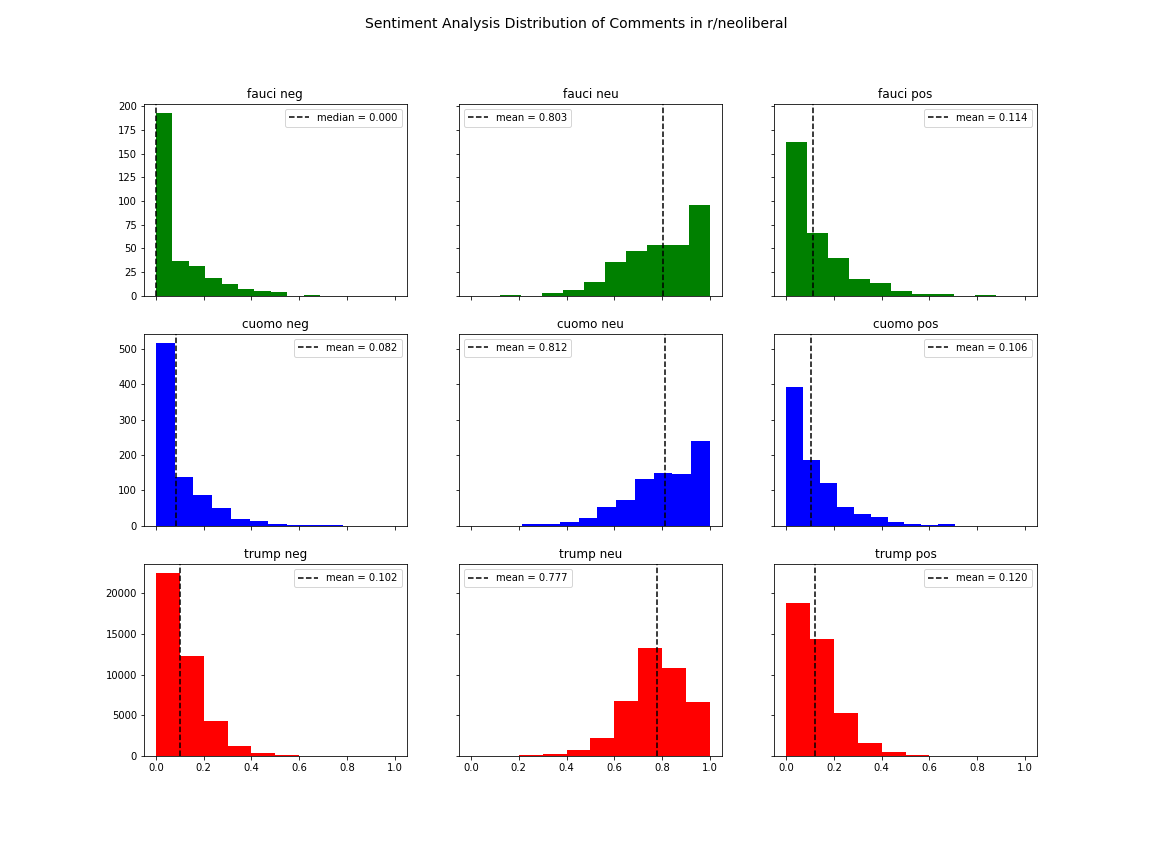 Sentiment Analysis Distribution of Comments in r/neoliberal
fauci neg
fauci neu
fauci pos
200
175
150
125
100
75
50
25
0
median = 0.000
mean = 0.803
mean = 0.114
cuomo neg
cuomo neu
cuomo pos
500
400
300
200
100
0
mean = 0.082
mean = 0.812
mean = 0.106
trump neg
trump neu
trump pos
20000
15000
10000
5000
0
mean = 0.102
mean = 0.777
mean = 0.120
0.0 0.2 0.4 0.6 0.8 1.0
0.0 0.2 0.4 0.6 0.8 1.0
0.0 0.2 0.4 0.6 0.8 1.0